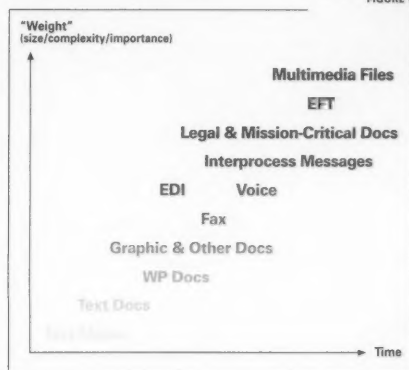 FIGURE
"Weight"
(size/complexity/importance)
Multimedia Files
EFT
Legal & Mission-Critical Docs
Interprocess Messages
EDI Voice
Fax
Graphic & Other Docs
WP Docs
Text Docs
Time